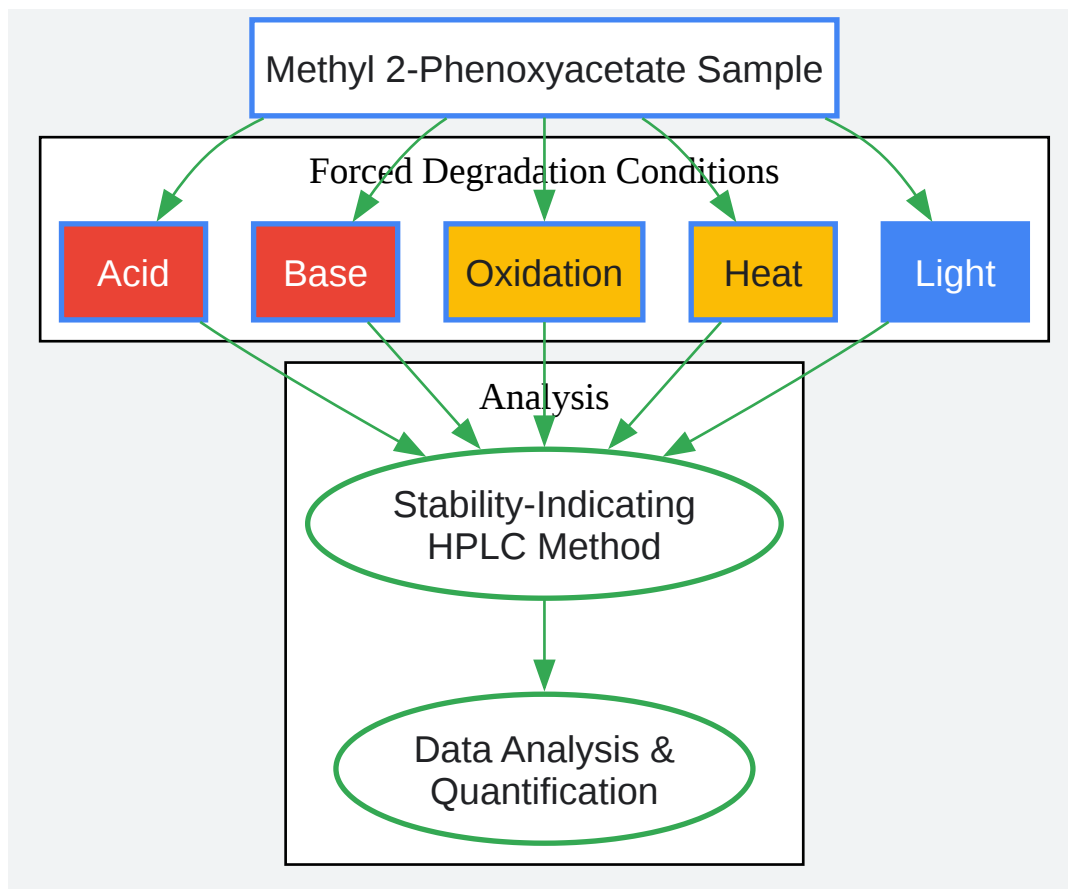 Methyl 2-Phenoxyacetate Sample
Forced Degradation Conditions
Acid
Base
Oxidation
Heat
Light
Analysis
Stability-Indicating
HPLC Method
Data Analysis &
Quantification